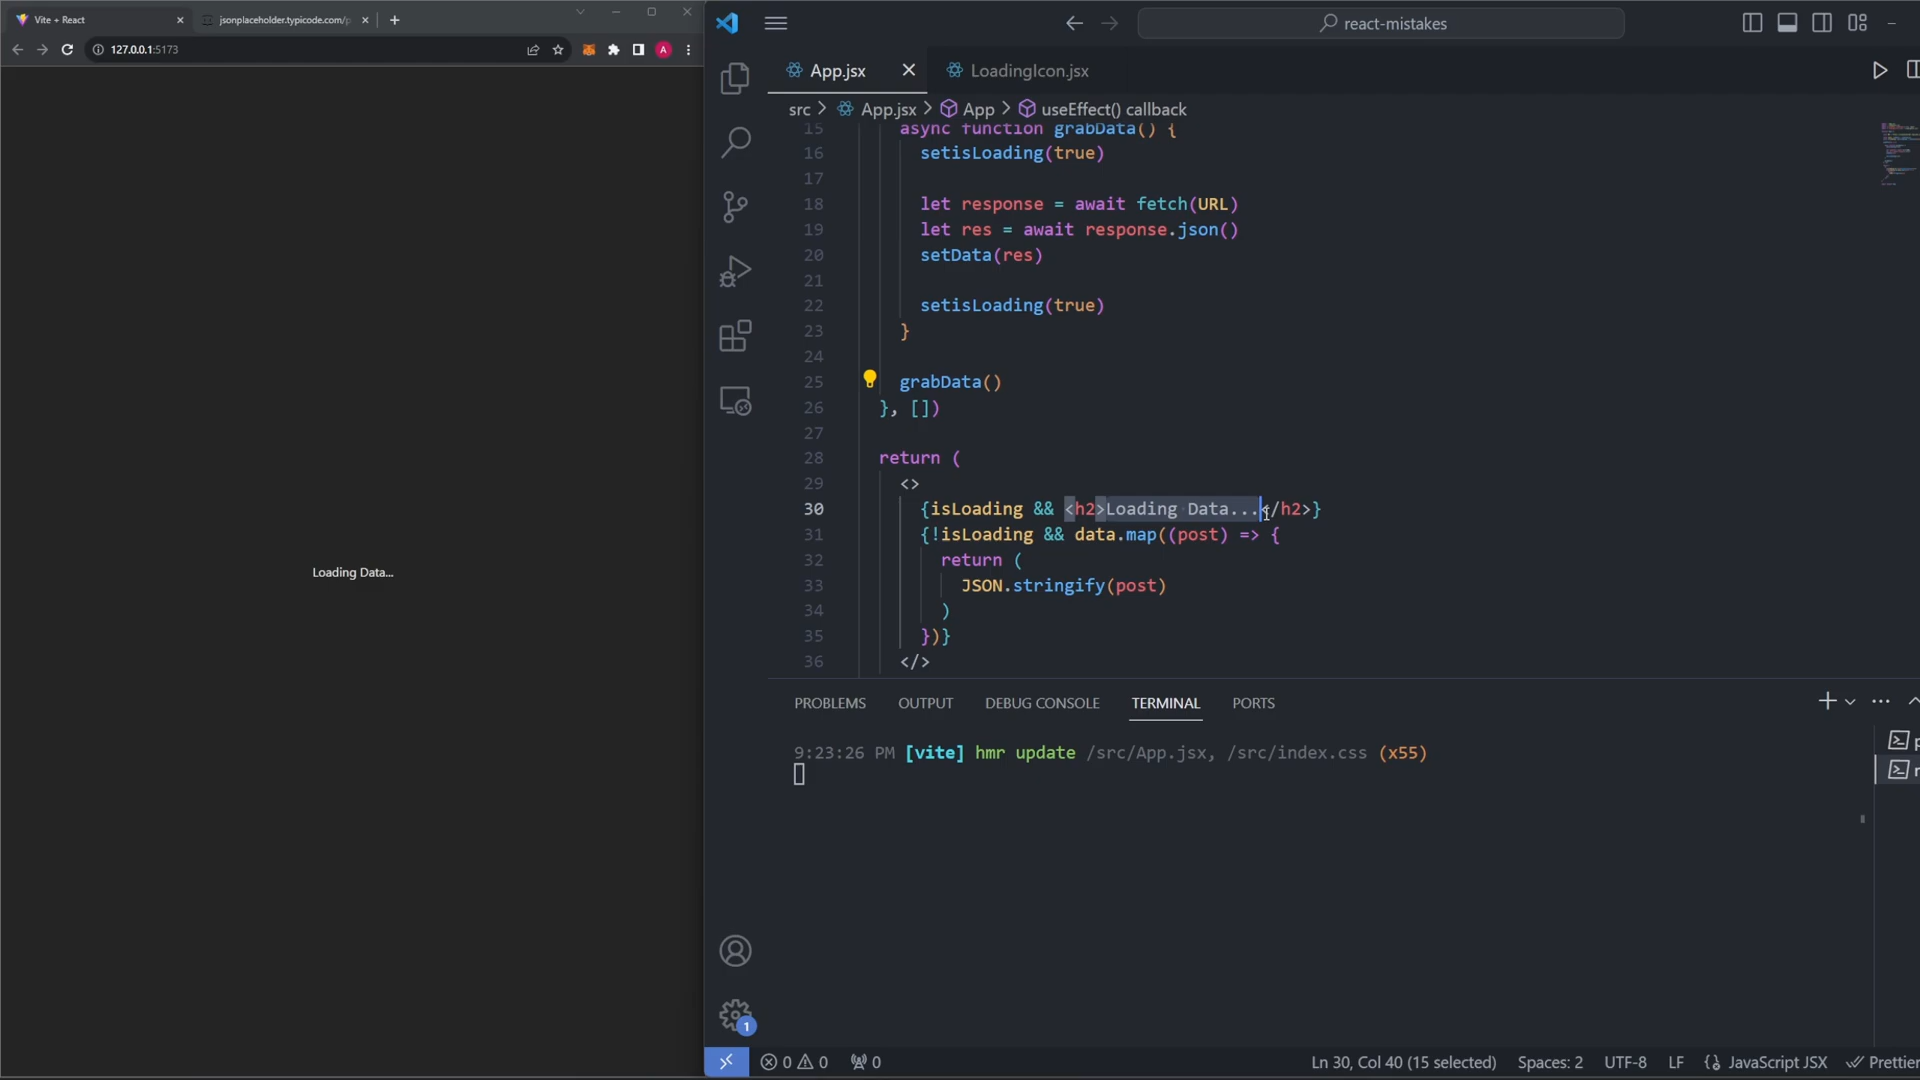 Vite + React
jsonplaceholder.typicode.com/p
127.0.0.1:5173
A
Loading Data...
react-mistakes
App.jsx
LoadingIcon.jsx
src > App.jsx > App > useEffect() callback
15 async function grabData() {
16 setisLoading(true)
17
18 let response = await fetch(URL)
19 let res = await response.json()
20 setData(res)
21
22 setisLoading(true)
23 }
24
25 grabData()
26 }, [])
27
28 return (
29 <>
30 {isLoading && <h2>Loading Data...</h2>}
31 {!isLoading && data.map((post) => {
32 return (
33 JSON.stringify(post)
34 )
35 })}
36 </>
PROBLEMS OUTPUT DEBUG CONSOLE TERMINAL PORTS
9:23:26 PM [vite] hmr update /src/App.jsx, /src/index.css (x55)
1
0 0 0 Ln 30, Col 40 (15 selected) Spaces: 2 UTF-8 LF {} JavaScript JSX Prettier